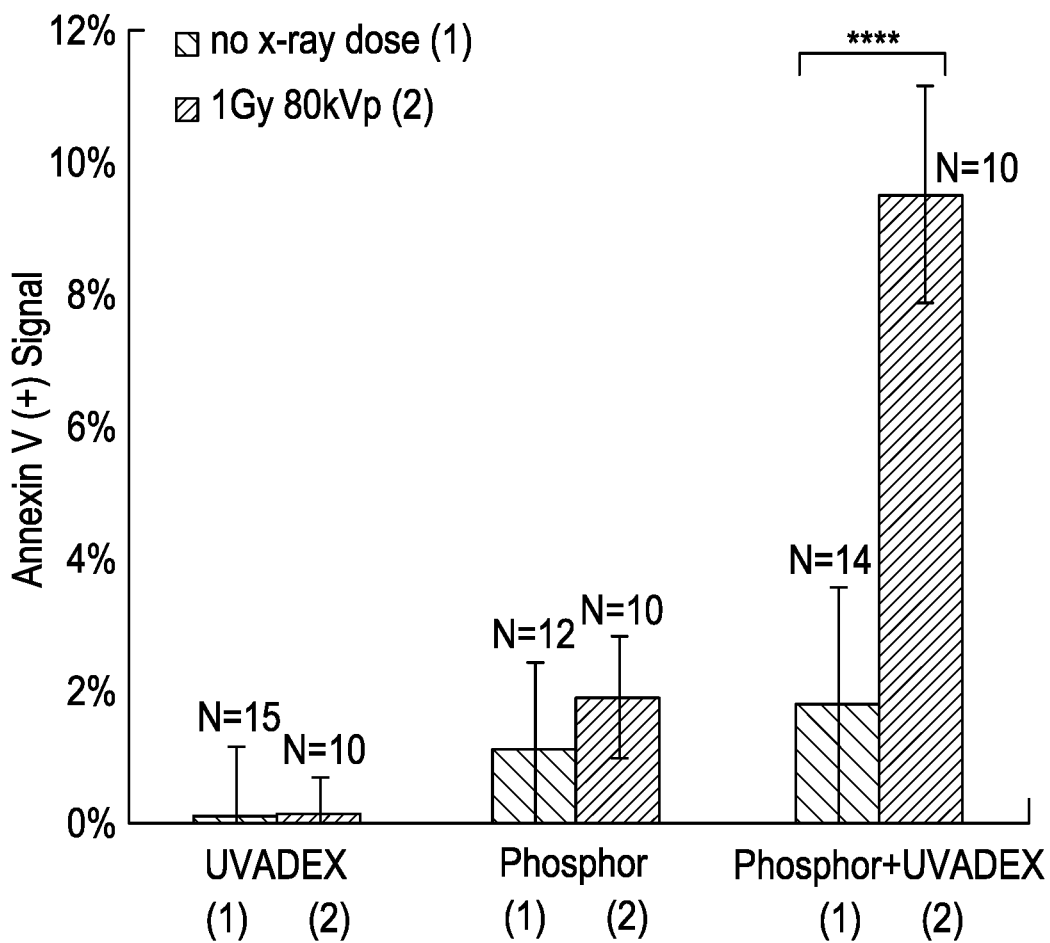 12%
no x-ray dose (1)
****
1Gy 80kVp (2)
10%
N=10
8%
Annexin V (+) Signal
6%
4%
N=14
N=12
N=10
2%
N=15
N=10
0%
UVADEX
Phosphor
Phosphor+UVADEX
(1)
(2)
(1)
(2)
(1)
(2)